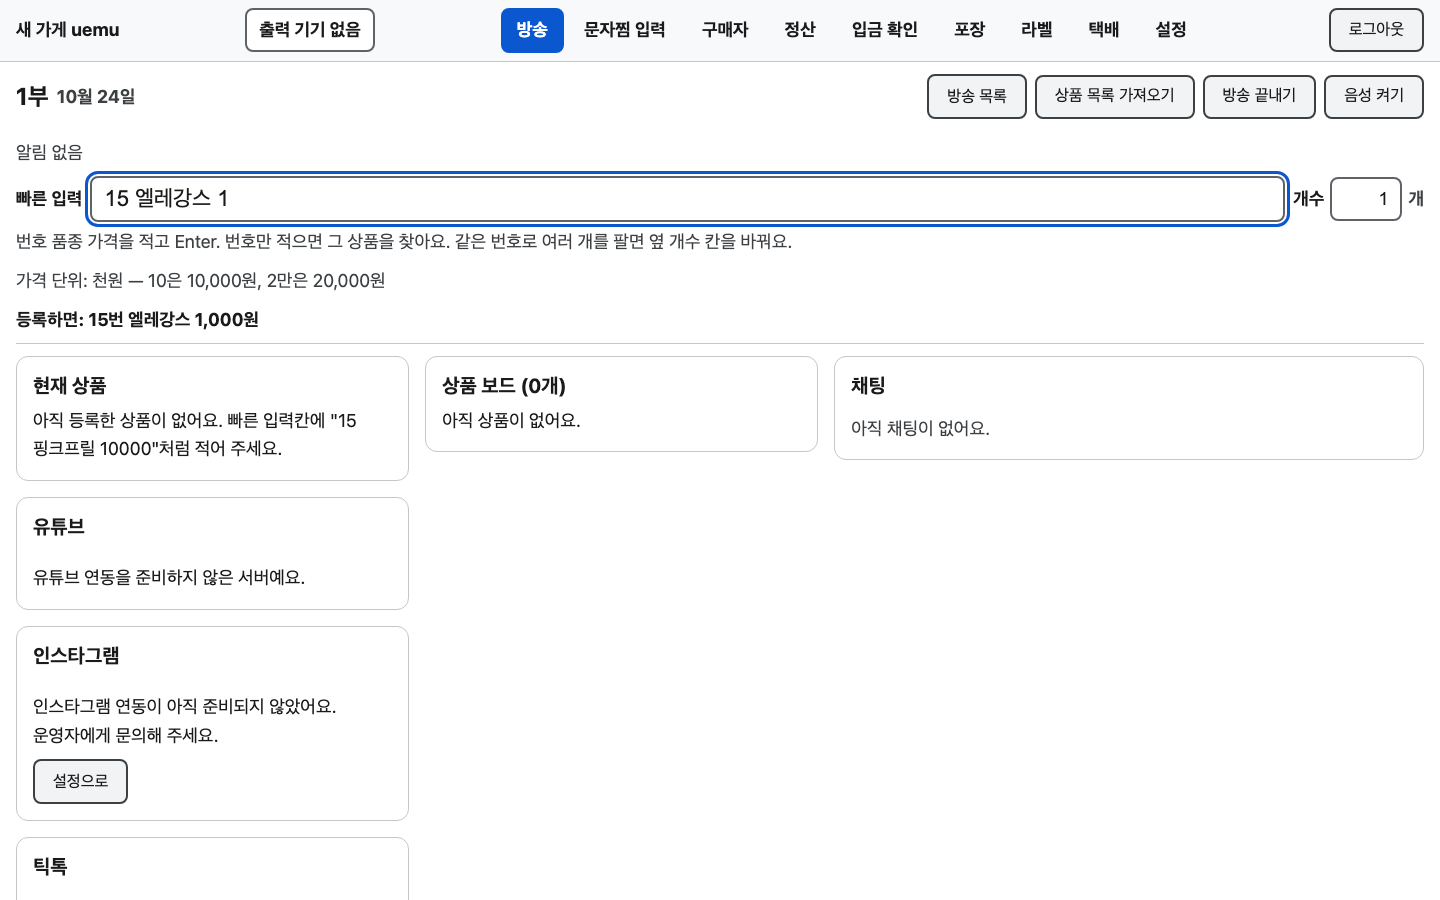 새 가게 uemu
출력 기기 없음
방송
문자찜 입력
구매자
정산
입금 확인
포장
라벨
택배
설정
로그아웃
1부 10월 24일
방송 목록
상품 목록 가져오기
방송 끝내기
음성 켜기
알림 없음
빠른 입력 15 엘레강스 1 개수 1 개
번호 품종 가격을 적고 Enter. 번호만 적으면 그 상품을 찾아요. 같은 번호로 여러 개를 팔면 옆 개수 칸을 바꿔요.
가격 단위: 천원 — 10은 10,000원, 2만은 20,000원
등록하면: 15번 엘레강스 1,000원
현재 상품
아직 등록한 상품이 없어요. 빠른 입력칸에 "15
핑크프릴 10000"처럼 적어 주세요.
상품 보드 (0개)
아직 상품이 없어요.
채팅
아직 채팅이 없어요.
유튜브
유튜브 연동을 준비하지 않은 서버예요.
인스타그램
인스타그램 연동이 아직 준비되지 않았어요.
운영자에게 문의해 주세요.
설정으로
틱톡